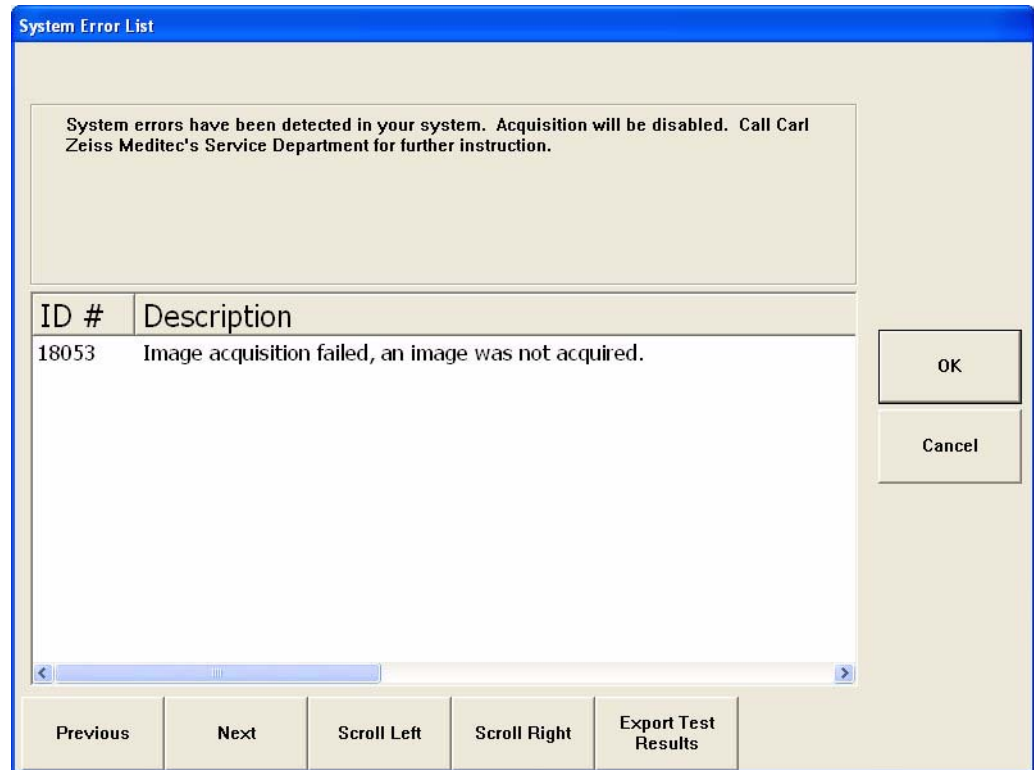 System Error List
System errors have been detected in your system.  Acquisition will be disabled.  Call Carl
Zeiss Meditec's Service Department for further instruction.
ID #	Description
18053	Image acquisition failed, an image was not acquired.
OK
Cancel
Previous	Next	Scroll Left	Scroll Right	Export Test
Results